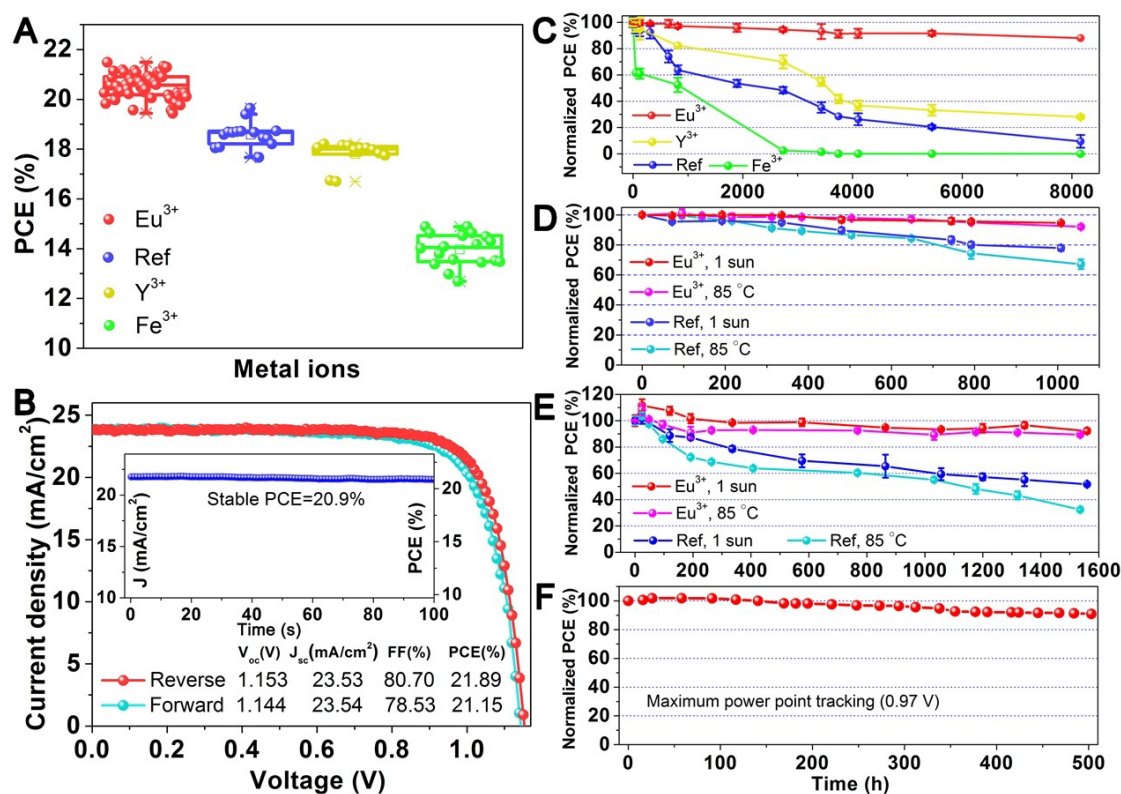 A
PCE (%)
22
20
18
16
14
12
10
Eu³⁺
Ref
Y³⁺
Fe³⁺
Metal ions
B
Current density (mA/cm²)
25
20
15
10
5
0
0.0 0.2 0.4 0.6 0.8 1.0
Voltage (V)
J (mA/cm²)
22
18
14
10
Stable PCE=20.9%
PCE (%)
20
15
10
0 20 40 60 80 100
Time (s)
Voc(V) Jsc(mA/cm²) FF(%) PCE(%)
Reverse 1.153 23.53 80.70 21.89
Forward 1.144 23.54 78.53 21.15
C
Normalized PCE (%)
100
80
60
40
20
0
Eu³⁺
Y³⁺
Ref Fe³⁺
0 2000 4000 6000 8000
D
Normalized PCE (%)
100
80
60
40
20
0
Eu³⁺, 1 sun
Eu³⁺, 85 °C
Ref, 1 sun
Ref, 85 °C
0 200 400 600 800 1000
E
Normalized PCE (%)
120
100
80
60
40
20
0
Eu³⁺, 1 sun
Eu³⁺, 85 °C
Ref, 1 sun Ref, 85 °C
0 200 400 600 800 1000 1200 1400 1600
F
Normalized PCE (%)
100
80
60
40
20
0
Maximum power point tracking (0.97 V)
0 100 200 300 400 500
Time (h)